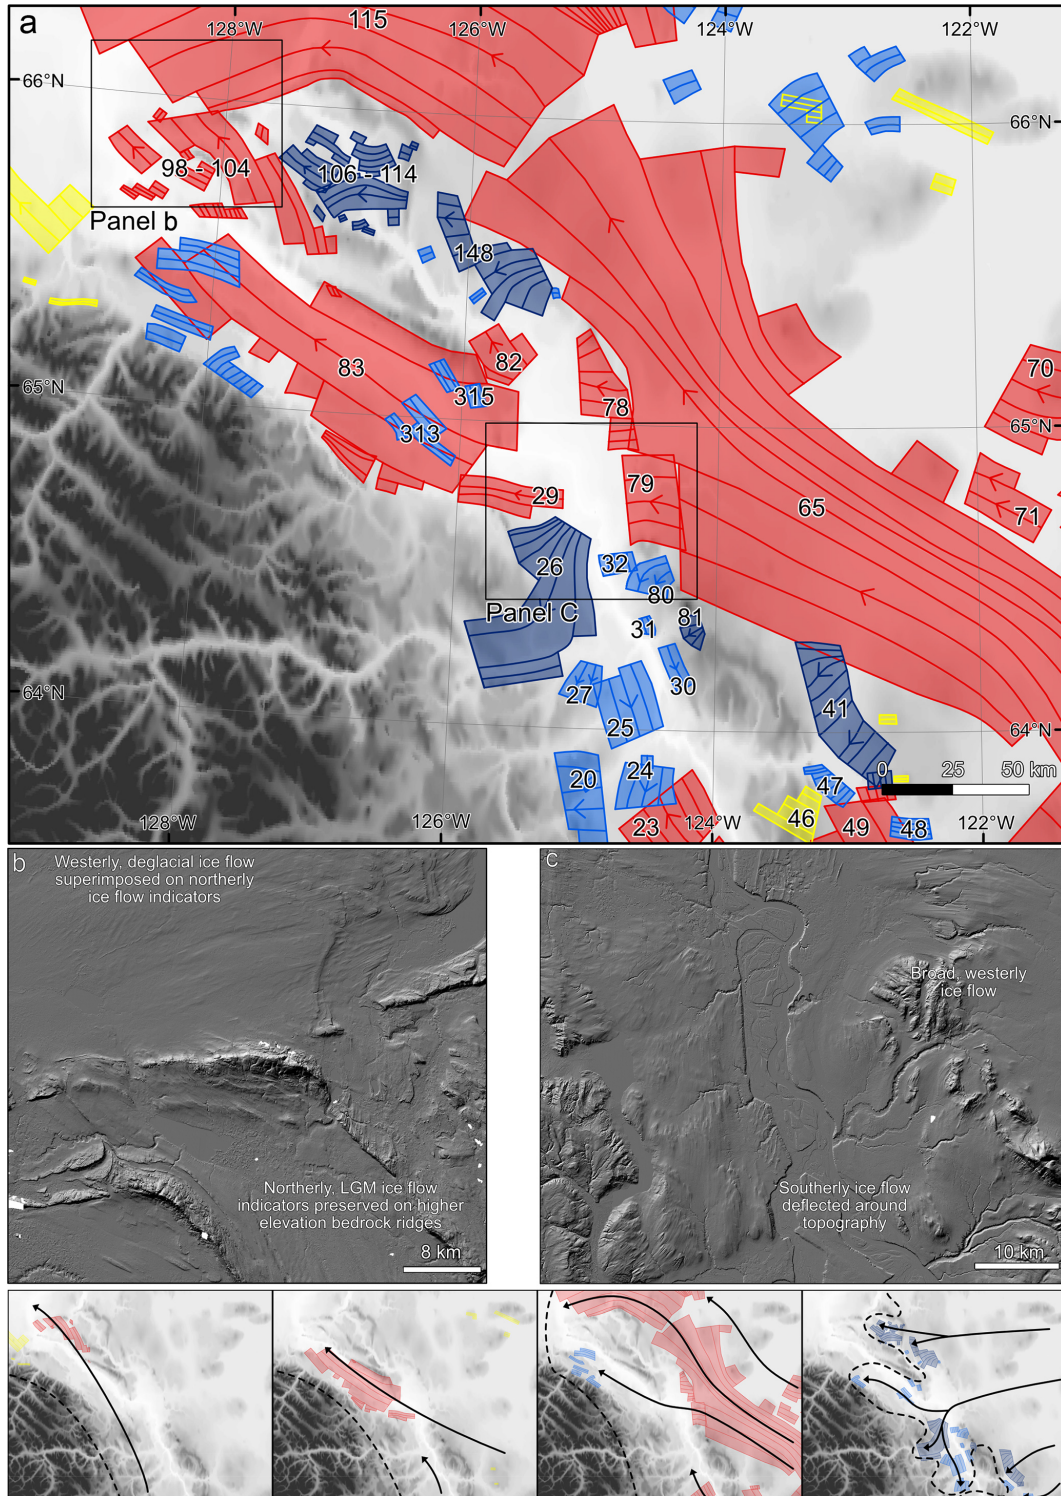 a
115
128°W
126°W
124°W
122°W
66°N
66°N
98 - 104
106 - 114
Panel b
148
83
82
70
315
65°N
78
65°N
313
79
29
65
71
26
32
80
Panel C
81
31
30
27
64°N
25
41
64°N
20
24
47
0
25
50 km
46
23
49
48
128°W
126°W
124°W
122°W
b
Westerly, deglacial ice flow
superimposed on northerly
ice flow indicators
Northerly, LGM ice flow
indicators preserved on higher
elevation bedrock ridges
8 km
C
Broad, westerly
ice flow
Southerly ice flow
deflected around
topography
10 km